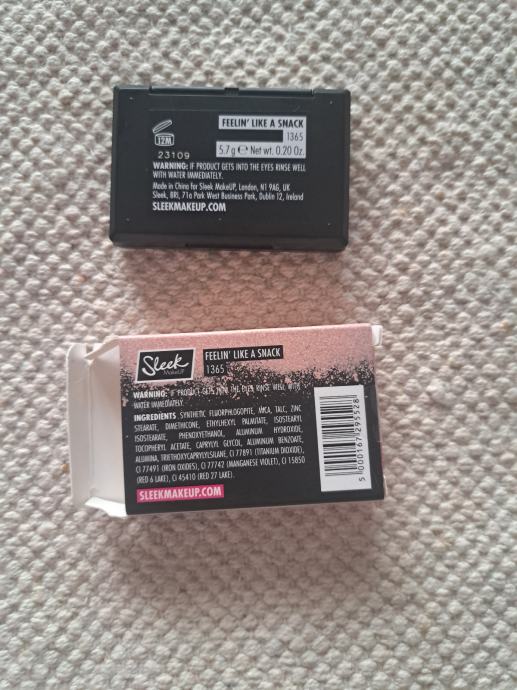 FEELIN' LIKE A SNACK
1365
12M
5.7 g ℮ Net wt. 0.20 Oz.
23109
WARNING: IF PRODUCT GETS INTO THE EYES RINSE WELL
WITH WATER IMMEDIATELY.
Made in China for Sleek MakeUP, London, N1 9AG, UK
Sleek, BRI, 71a Park West Business Park, Dublin 12, Ireland
SLEEKMAKEUP.COM
Sleek
MakeUP
FEELIN' LIKE A SNACK
1365
WARNING: IF PRODUCT GETS INTO THE EYES RINSE WELL WITH
WATER IMMEDIATELY.
INGREDIENTS SYNTHETIC FLUORPHLOGOPITE, MICA, TALC, ZINC
STEARATE, DIMETHICONE, ETHYLHEXYL PALMITATE, ISOSTEARYL
ISOSTEARATE, PHENOXYETHANOL, ALUMINUM HYDROXIDE,
TOCOPHERYL ACETATE, CAPRYLYL GLYCOL, ALUMINUM BENZOATE,
ALUMINA, TRIETHOXYCAPRYLYLSILANE, CI 77891 (TITANIUM DIOXIDE),
CI 77491 (IRON OXIDES), CI 77742 (MANGANESE VIOLET), CI 15850
(RED 6 LAKE), CI 45410 (RED 27 LAKE).
SLEEKMAKEUP.COM
5 000167 295528